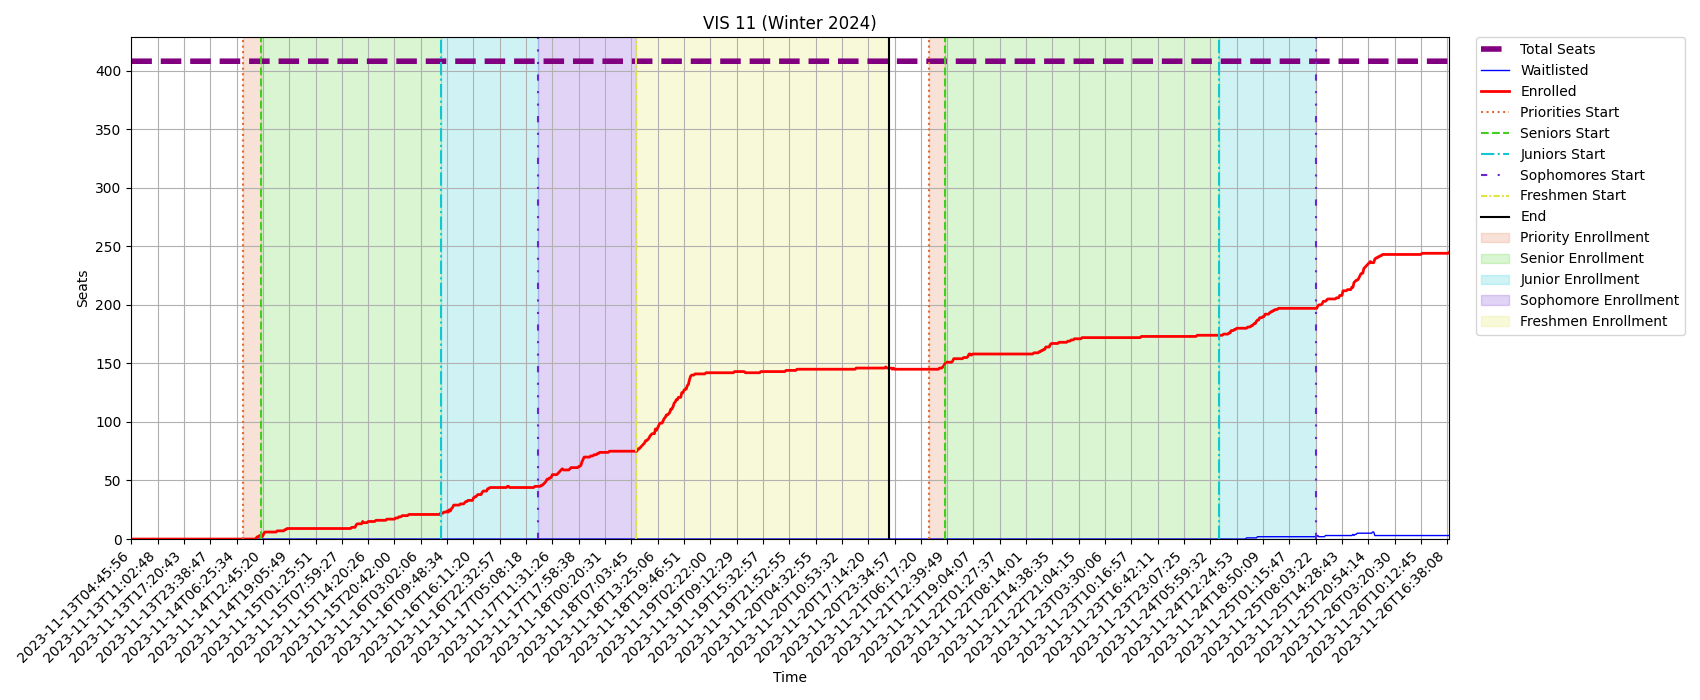 VIS 11 (Winter 2024)
Seats
400
350
300
250
200
150
100
50
0
2023-11-13T04:45:56
2023-11-13T11:02:48
2023-11-13T17:20:43
2023-11-13T23:38:47
2023-11-14T06:25:34
2023-11-14T12:45:20
2023-11-14T19:05:49
2023-11-15T01:25:51
2023-11-15T07:59:27
2023-11-15T14:20:26
2023-11-15T20:42:00
2023-11-16T03:02:06
2023-11-16T09:48:34
2023-11-16T16:11:20
2023-11-16T22:32:57
2023-11-17T05:08:18
2023-11-17T11:31:26
2023-11-17T17:58:38
2023-11-18T00:20:31
2023-11-18T07:03:45
2023-11-18T13:25:06
2023-11-18T19:46:51
2023-11-19T02:22:00
2023-11-19T09:12:29
2023-11-19T15:32:57
2023-11-19T21:52:55
2023-11-20T04:32:55
2023-11-20T10:53:32
2023-11-20T17:14:20
2023-11-20T23:34:57
2023-11-21T06:17:20
2023-11-21T12:39:49
2023-11-21T19:04:07
2023-11-22T01:27:37
2023-11-22T08:14:01
2023-11-22T14:38:35
2023-11-22T21:04:15
2023-11-23T03:30:06
2023-11-23T10:16:57
2023-11-23T16:42:11
2023-11-23T23:07:25
2023-11-24T05:59:32
2023-11-24T12:24:53
2023-11-24T18:50:09
2023-11-25T01:15:47
2023-11-25T08:03:22
2023-11-25T14:28:43
2023-11-25T20:54:14
2023-11-26T03:20:30
2023-11-26T10:12:45
2023-11-26T16:38:08
Time
Total Seats
Waitlisted
Enrolled
Priorities Start
Seniors Start
Juniors Start
Sophomores Start
Freshmen Start
End
Priority Enrollment
Senior Enrollment
Junior Enrollment
Sophomore Enrollment
Freshmen Enrollment